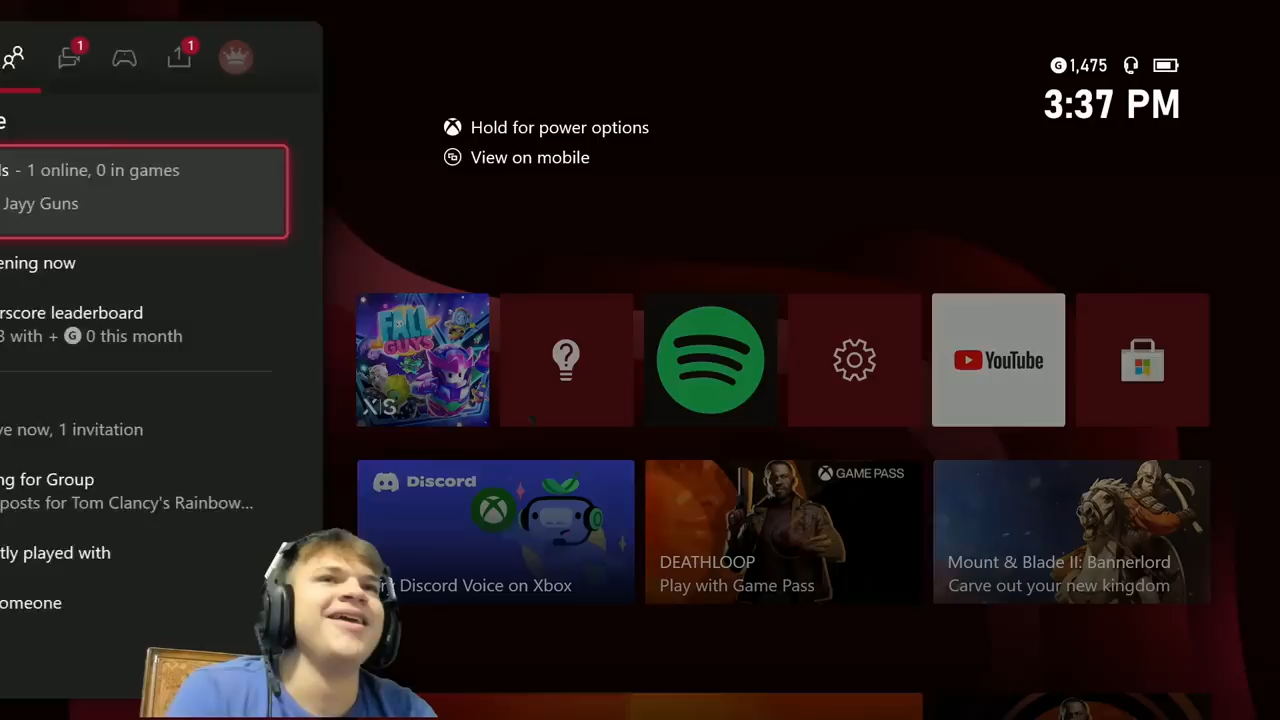 1
1
e
ls - 1 online, 0 in games
Jayy Guns
ening now
rscore leaderboard
3 with + G 0 this month
ve now, 1 invitation
ng for Group
posts for Tom Clancy's Rainbow...
tly played with
omeone
G 1,475
3:37 PM
Hold for power options
View on mobile
FALL GUYS
X|S
YouTube
Discord
Discord Voice on Xbox
GAME PASS
DEATHLOOP
Play with Game Pass
Mount & Blade II: Bannerlord
Carve out your new kingdom